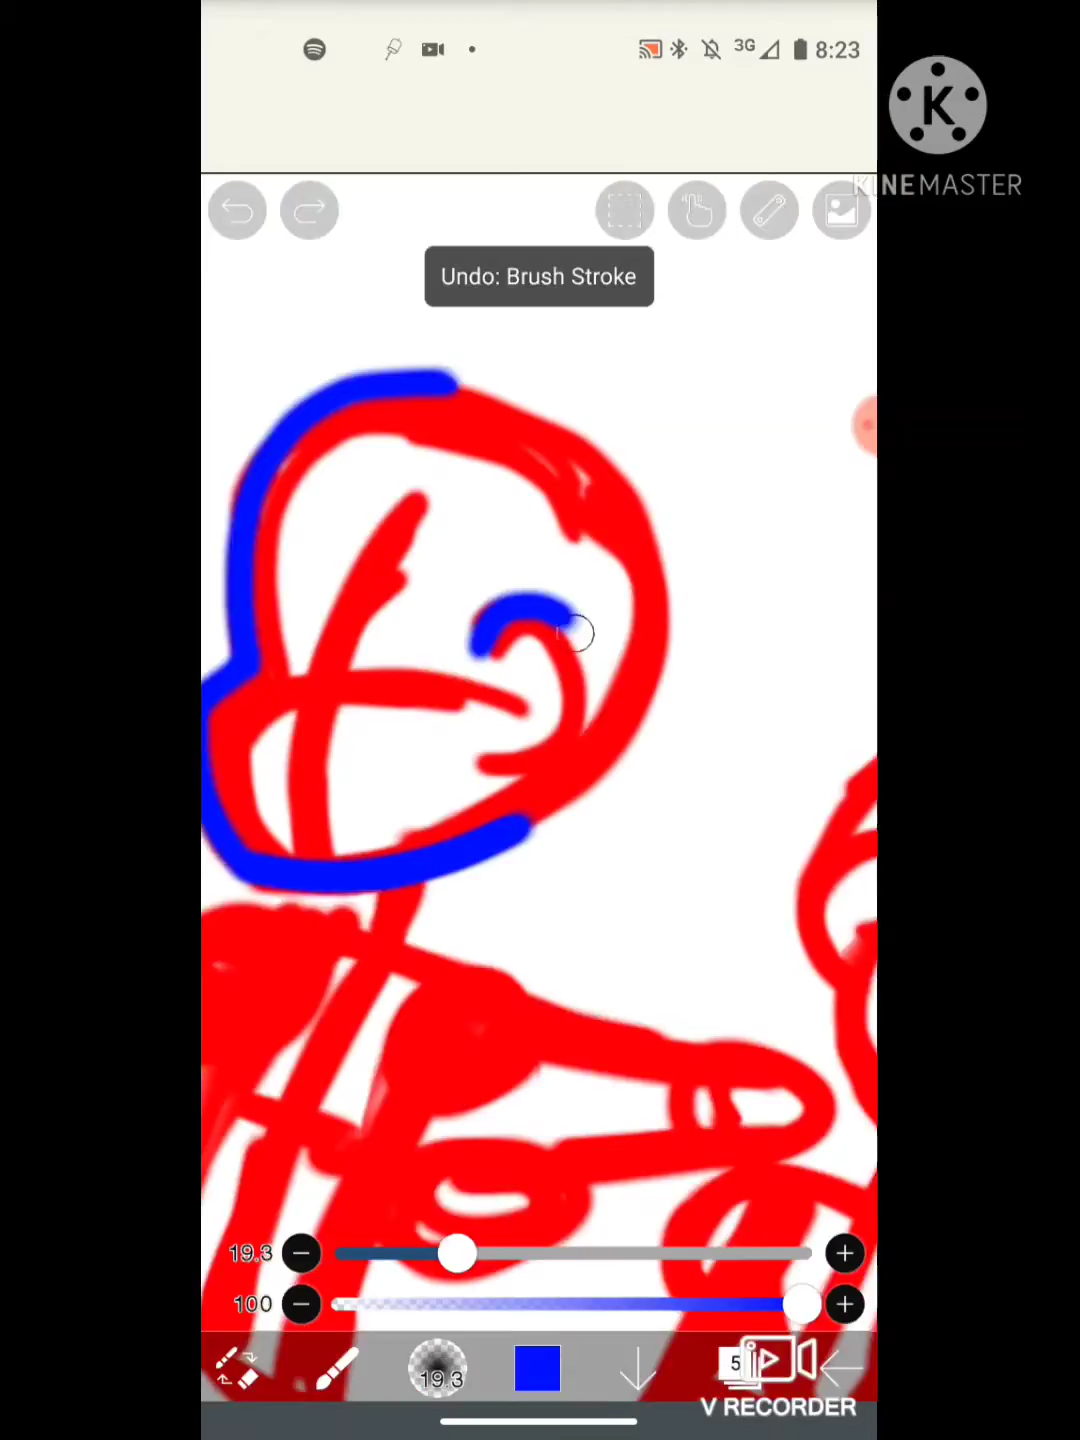 3G 8:23
K
KINEMASTER
Undo: Brush Stroke
19.3
100
19.3
5
V RECORDER